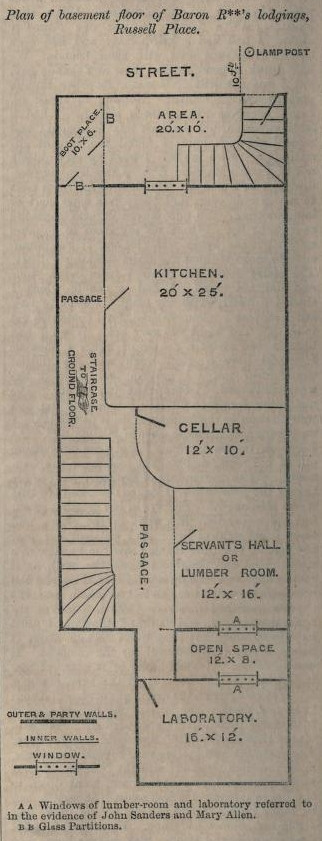 Plan of basement floor of Baron R**'s lodgings,
Russell Place.
LAMP POST
STREET.
AREA.
20.' X 10.'
B
BOOT PLACE.
10.' X 6.'
B
KITCHEN.
20' X 25.'
PASSAGE
STAIRCASE
TO
GROUND FLOOR.
CELLAR
12' X 10.'
PASSAGE.
SERVANTS HALL
OR
LUMBER ROOM.
12.' X 16.'
A
OPEN SPACE
12. X 8.
A
LABORATORY.
16.' X 12.'
OUTER & PARTY WALLS.
INNER WALLS.
WINDOW.
A A Windows of lumber-room and laboratory referred to
in the evidence of John Sanders and Mary Allen.
B B Glass Partitions.